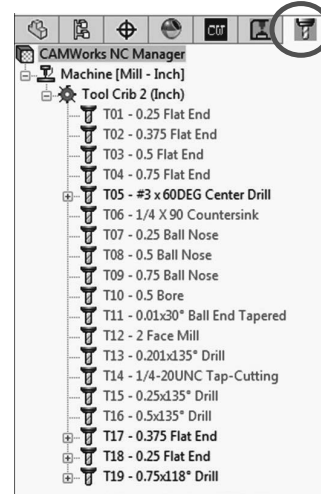 CUT
CAMWorks NC Manager
Machine [Mill - Inch]
Tool Crib 2 (Inch)
T01 - 0.25 Flat End
T02 - 0.375 Flat End
T03 - 0.5 Flat End
T04 - 0.75 Flat End
T05 - #3 x 60DEG Center Drill
T06 - 1/4 X 90 Countersink
T07 - 0.25 Ball Nose
T08 - 0.5 Ball Nose
T09 - 0.75 Ball Nose
T10 - 0.5 Bore
T11 - 0.01x30° Ball End Tapered
T12 - 2 Face Mill
T13 - 0.201x135° Drill
T14 - 1/4-20UNC Tap-Cutting
T15 - 0.25x135° Drill
T16 - 0.5x135° Drill
T17 - 0.375 Flat End
T18 - 0.25 Flat End
T19 - 0.75x118° Drill